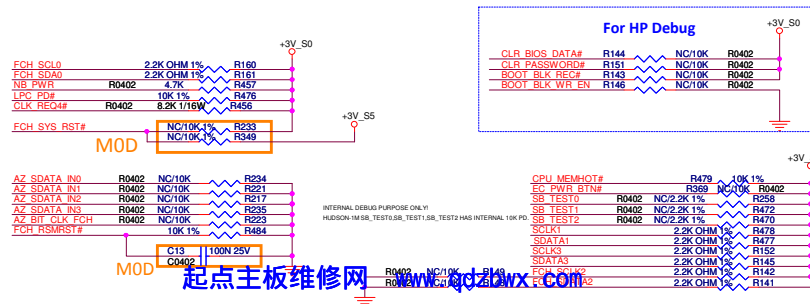 For HP Debug
+3V_S0
+3V_S0
CLR_BIOS_DATA# R144 NC/10K R0402
CLR_PASSWORD# R151 NC/10K R0402
BOOT_BLK_REC# R143 NC/10K R0402
BOOT_BLK_WR_EN R146 NC/10K R0402
FCH_SCL0 2.2K OHM 1% R160
FCH_SDA0 2.2K OHM 1% R161
NB_PWR R0402 4.7K R457
LPC_PD# 10K 1% R476
CLK_REQ4# R0402 8.2K 1/16W R456
+3V_S5
FCH_SYS_RST# NC/10K 1% R233
NC/10K 1% R349
M0D
+3V_
AZ_SDATA_IN0 R0402 NC/10K R234
AZ_SDATA_IN1 R0402 NC/10K R221
AZ_SDATA_IN2 R0402 NC/10K R217
AZ_SDATA_IN3 R0402 NC/10K R235
AZ_BIT_CLK_FCH R0402 NC/10K R223
FCH_RSMRST# 10K 1% R484
C13 100N 25V
C0402
M0D
INTERNAL DEBUG PURPOSE ONLY!
HUDSON-1M SB_TEST0,SB_TEST1,SB_TEST2 HAS INTERNAL 10K PD.
CPU_MEMHOT# R479 10K 1%
EC_PWR_BTN# R369 NC/10K R0402
SB_TEST0 R0402 NC/2.2K 1% R258
SB_TEST1 R0402 NC/2.2K 1% R472
SB_TEST2 R0402 NC/2.2K 1% R470
SCLK1 2.2K OHM 1% R478
SDATA1 2.2K OHM 1% R477
SCLK3 2.2K OHM 1% R152
SDATA3 2.2K OHM 1% R145
FCH_SCLK2 2.2K OHM 1% R142
2.2K OHM 1% R141
R0402 NC/10K R149
R0402
起点主板维修网 www.qdzbwx.com